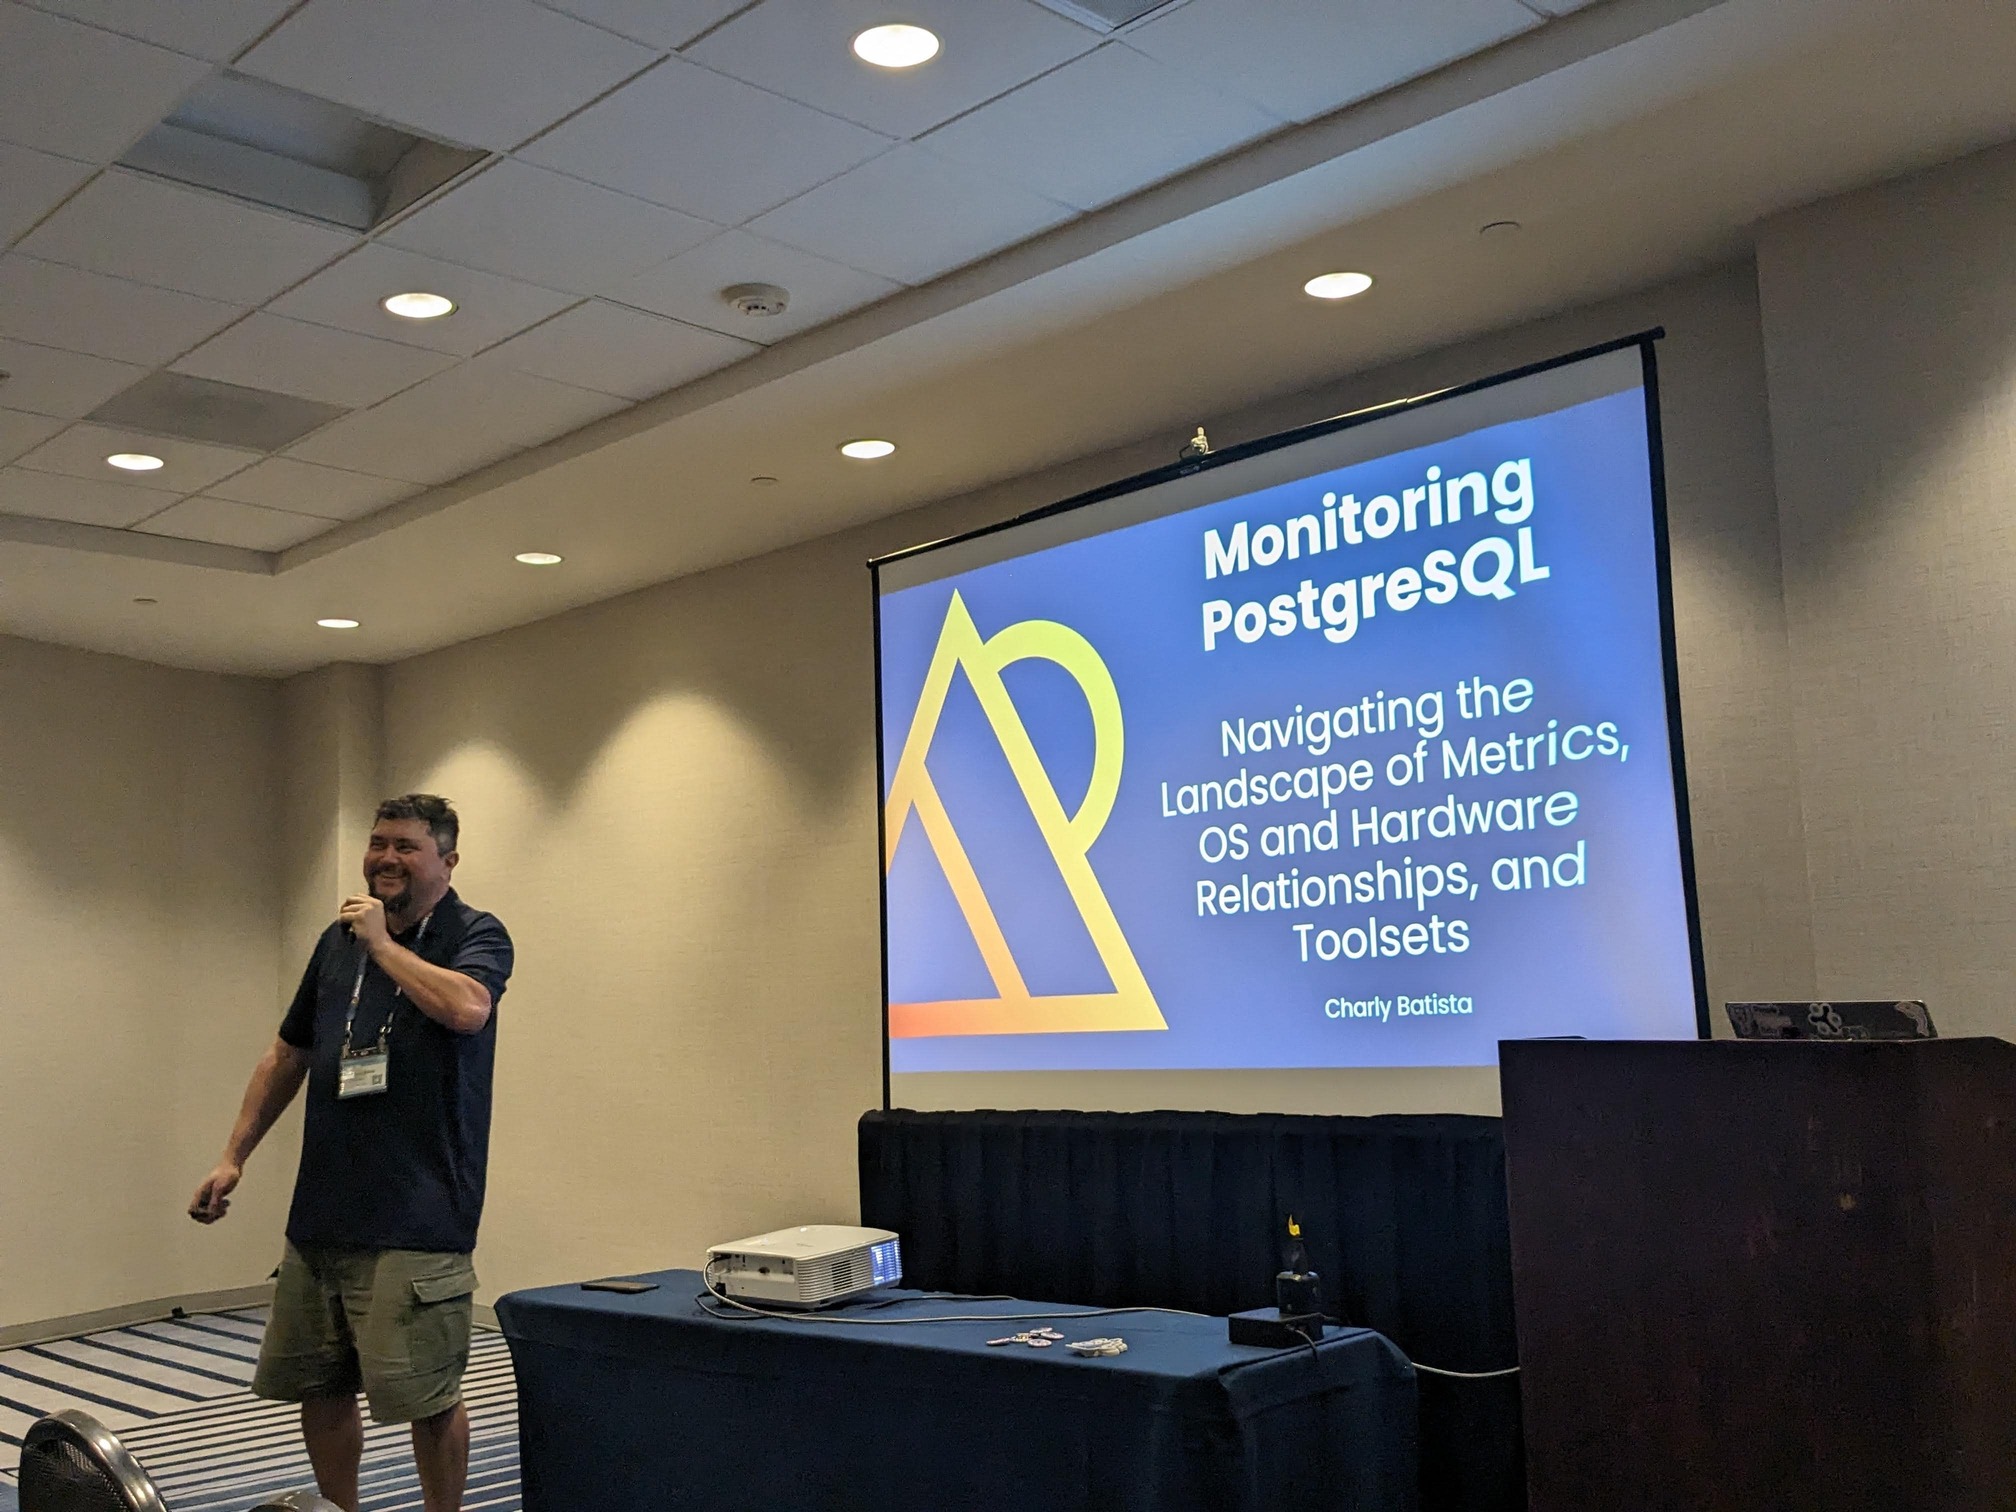 Monitoring
PostgreSQL
Navigating the
Landscape of Metrics,
OS and Hardware
Relationships, and
Toolsets
Charly Batista